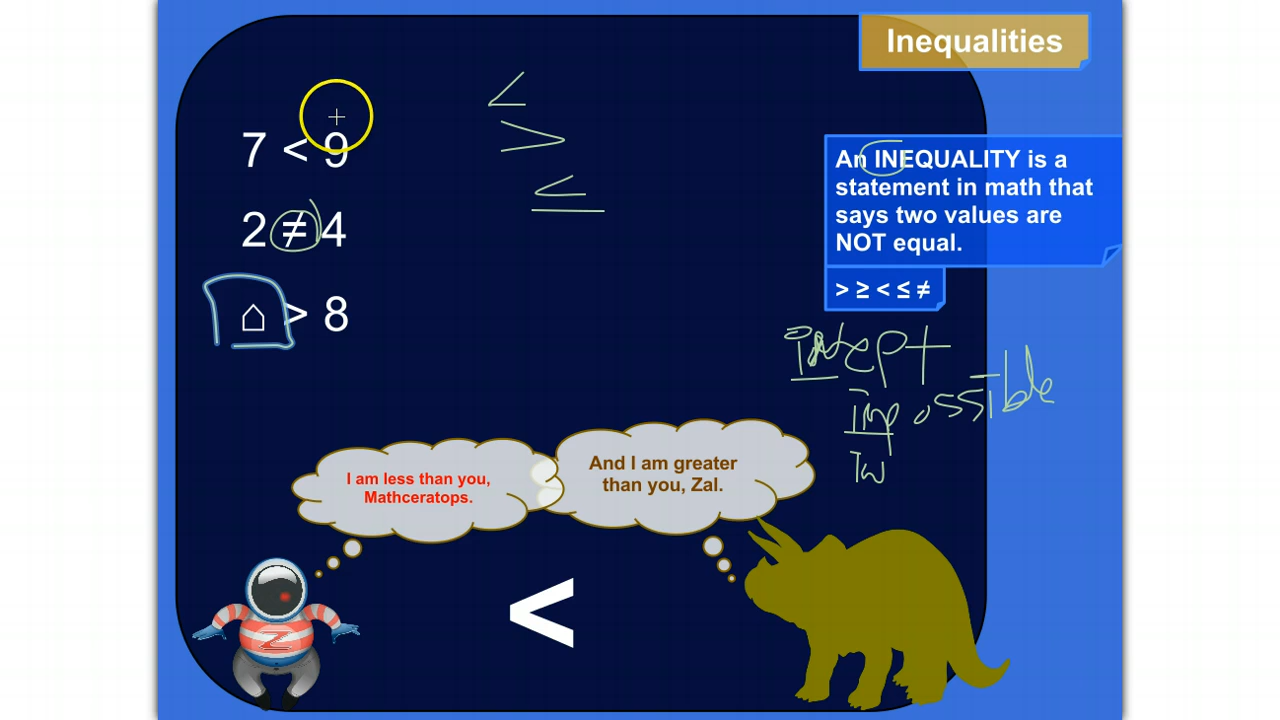 Inequalities
7 < 9
2 ≠ 4
⌂ > 8
<
>
≤
An INEQUALITY is a
statement in math that
says two values are
NOT equal.
> ≥ < ≤ ≠
impossible
I am less than you,
Mathceratops.
And I am greater
than you, Zal.
Z
<